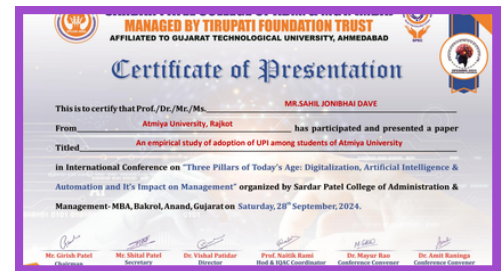 MANAGED BY TIRUPATI FOUNDATION TRUST
AFFILIATED TO GUJARAT TECHNOLOGICAL UNIVERSITY, AHMEDABAD
Certificate of Presentation
This is to certify that Prof./Dr./Mr./Ms. MR.SAHIL JONIBHAI DAVE
From Atmiya University, Rajkot has participated and presented a paper
Titled An empirical study of adoption of UPI among students of Atmiya University
in International Conference on "Three Pillars of Today's Age: Digitalization, Artificial Intelligence &
Automation and It's Impact on Management" organized by Sardar Patel College of Administration &
Management- MBA, Bakrol, Anand, Gujarat on Saturday, 28th September, 2024.
Mr. Girish Patel Mr. Shital Patel Dr. Vishal Patidar Prof. Naitik Rami Dr. Mayur Rao Dr. Amit Raninga
Chairman Secretary Director Hod & IQAC Coordinator Conference Convener Conference Convener